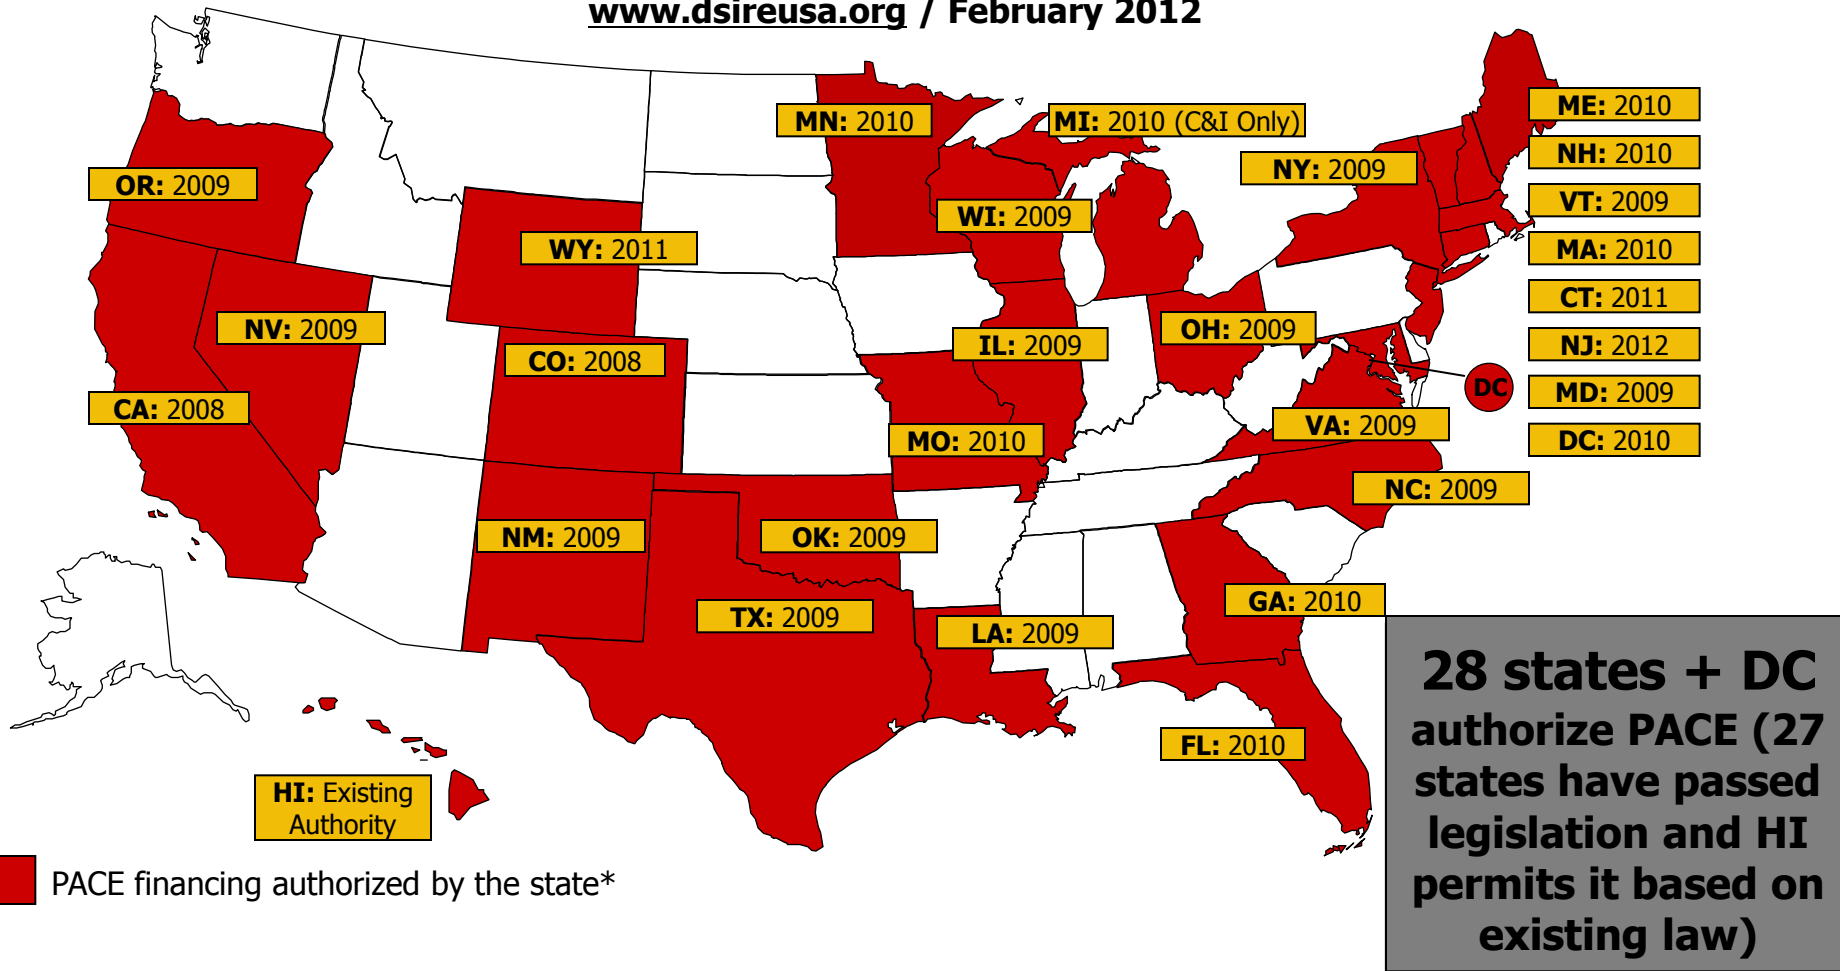 www.dsireusa.org / February 2012
ME: 2010
MN: 2010
MI: 2010 (C&I Only)
NH: 2010
NY: 2009
OR: 2009
VT: 2009
WI: 2009
WY: 2011
MA: 2010
CT: 2011
NV: 2009
OH: 2009
IL: 2009
NJ: 2012
CO: 2008
DC
MD: 2009
CA: 2008
VA: 2009
MO: 2010
DC: 2010
NC: 2009
NM: 2009
OK: 2009
GA: 2010
TX: 2009
LA: 2009
FL: 2010
HI: Existing
Authority
28 states + DC
authorize PACE (27
states have passed
legislation and HI
permits it based on
existing law)
PACE financing authorized by the state*